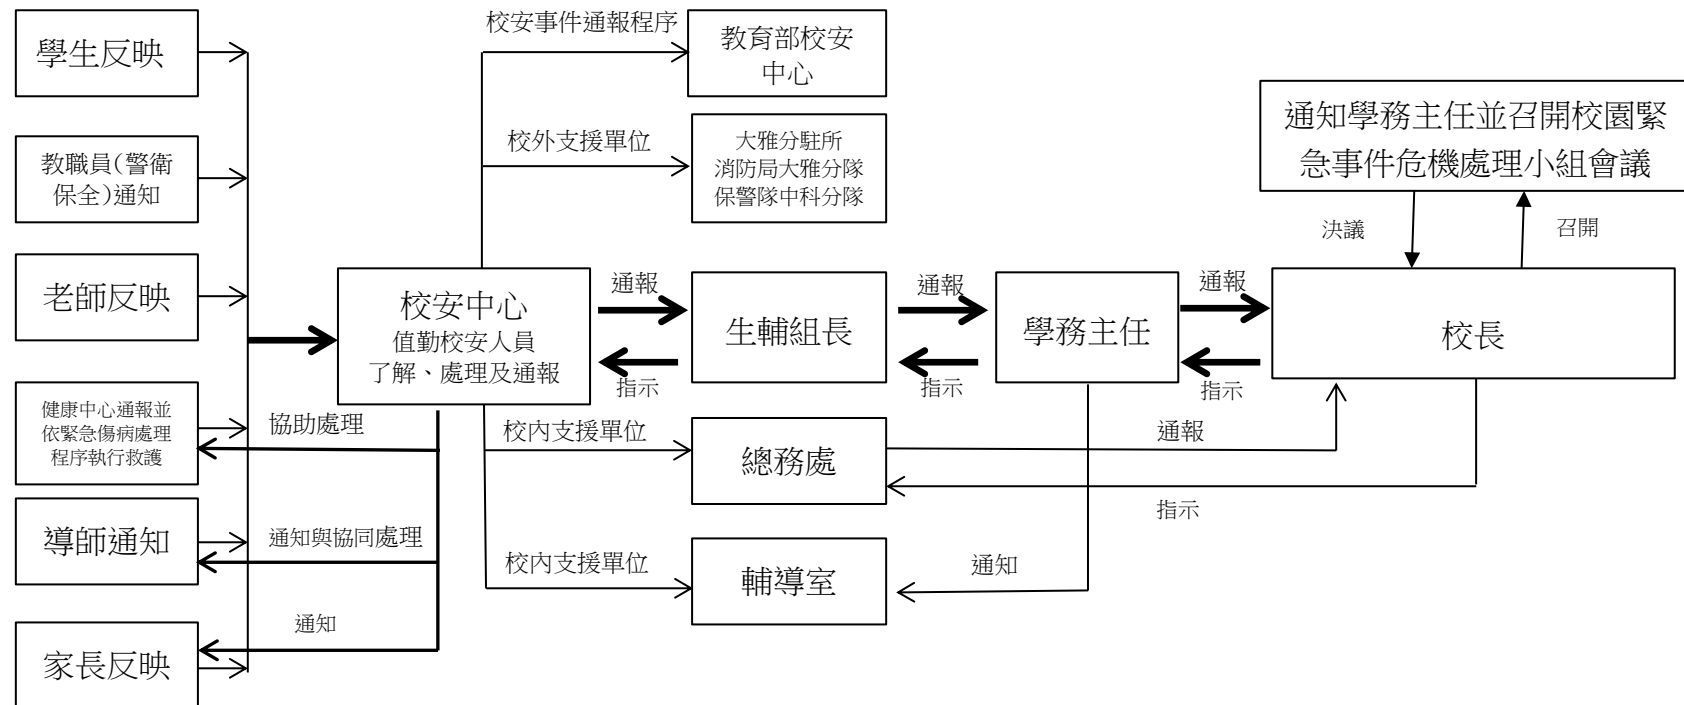 學生反映
教職員(警衛
保全)通知
老師反映
健康中心通報並
依緊急傷病處理
程序執行救護
導師通知
家長反映
校安中心
值勤校安人員
了解、處理及通報
協助處理
通知與協同處理
通知
校安事件通報程序
教育部校安
中心
校外支援單位
大雅分駐所
消防局大雅分隊
保警隊中科分隊
通報
指示
生輔組長
通報
指示
學務主任
通報
指示
校長
通知學務主任並召開校園緊
急事件危機處理小組會議
決議
召開
校內支援單位
總務處
通報
指示
校內支援單位
輔導室
通知